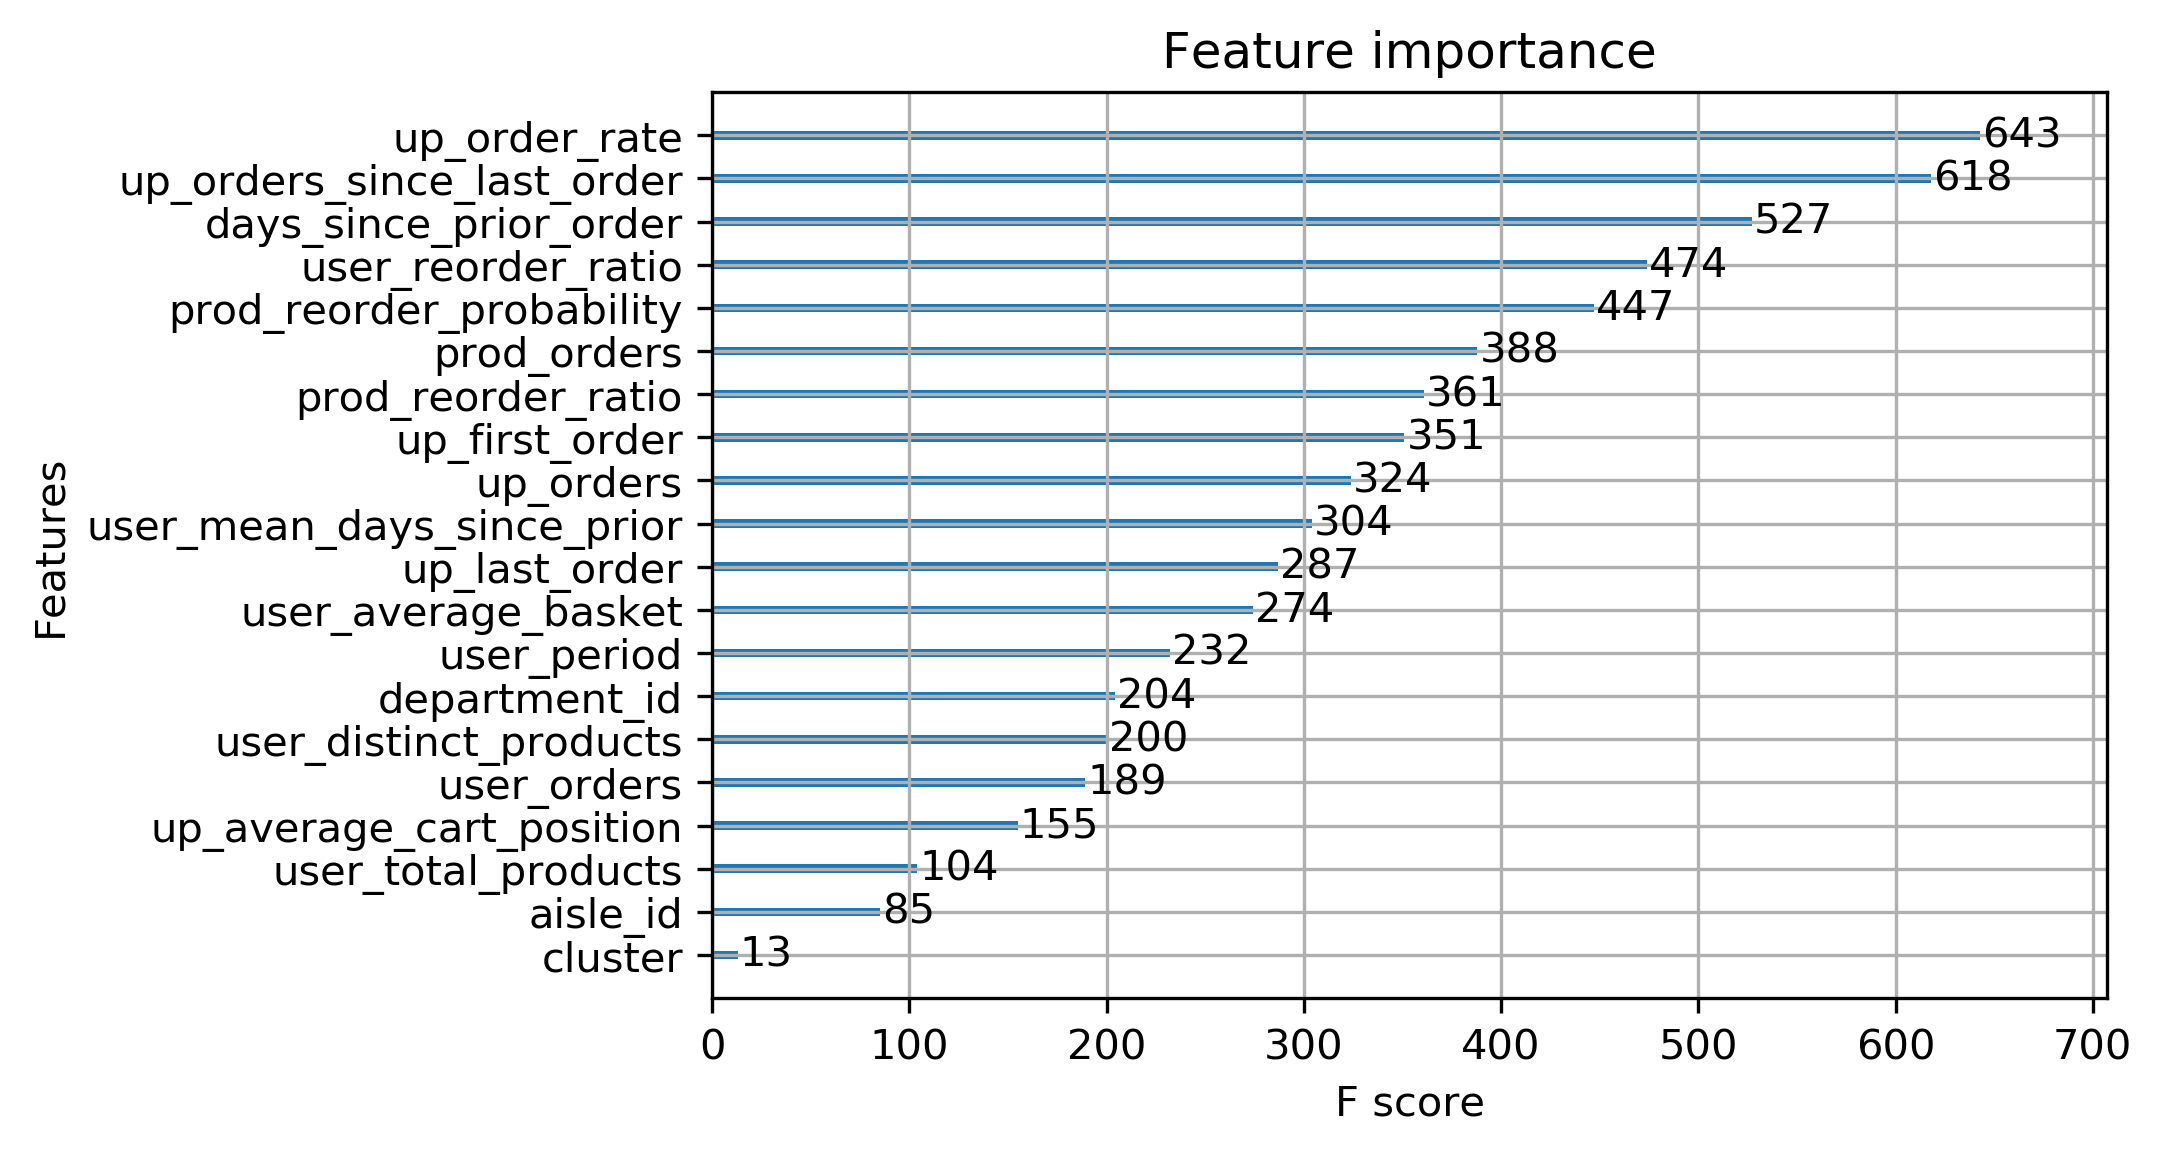 Feature importance
up_order_rate 643
up_orders_since_last_order 618
days_since_prior_order 527
user_reorder_ratio 474
prod_reorder_probability 447
prod_orders 388
prod_reorder_ratio 361
up_first_order 351
up_orders 324
user_mean_days_since_prior 304
up_last_order 287
user_average_basket 274
user_period 232
department_id 204
user_distinct_products 200
user_orders 189
up_average_cart_position 155
user_total_products 104
aisle_id 85
cluster 13
Features
0 100 200 300 400 500 600 700
F score